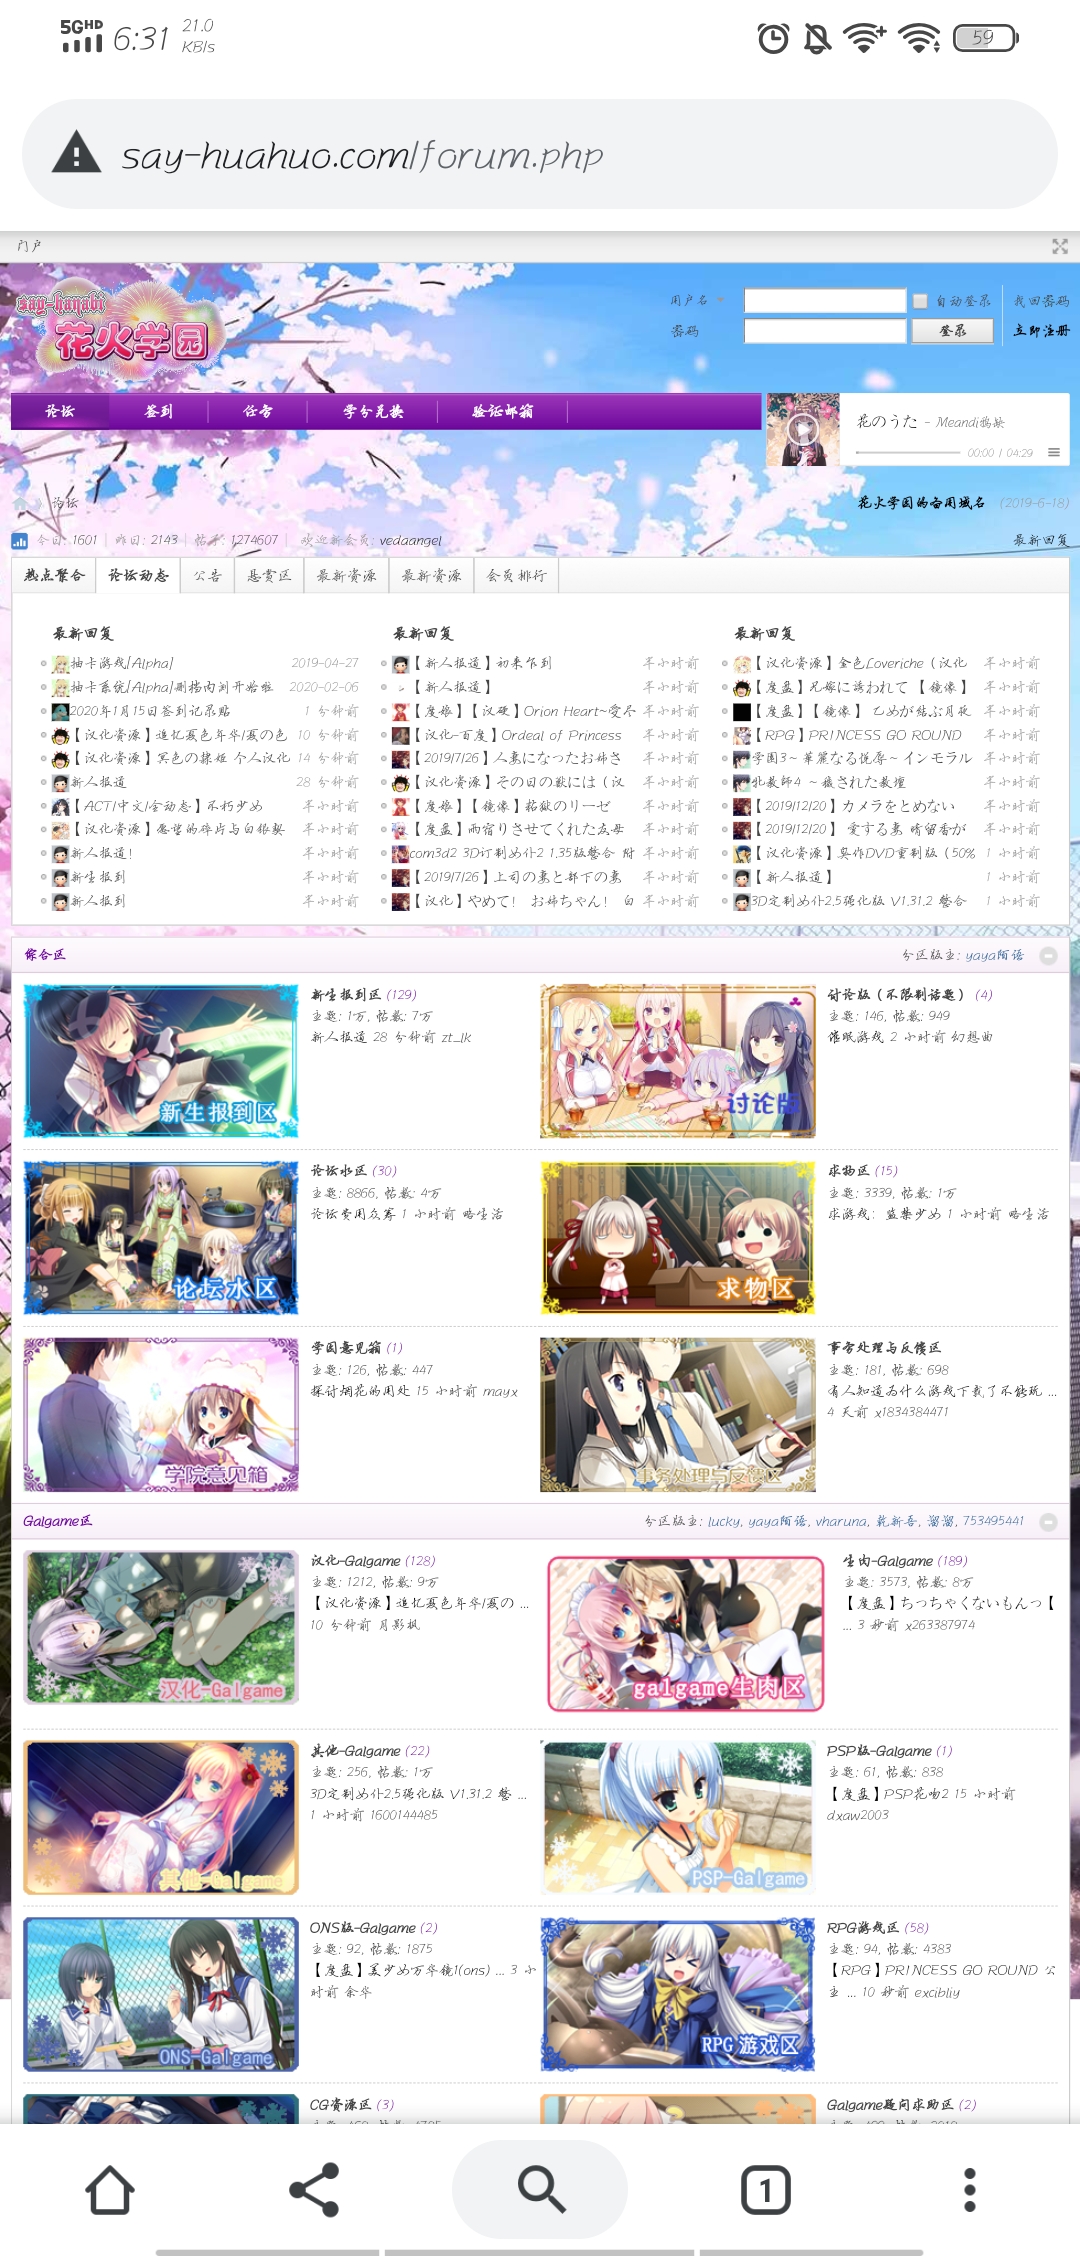 5GHD 6:31 21.0 KB/s 59
say-huahuo.com/forum.php
门户
say-hanabi
花火学园
用户名 自动登录 找回密码
密码 登录 立即注册
论坛 签到 任务 学分兑换 验证邮箱
花のうた - Meandi鸦缺
00:00 / 04:29
论坛
花火学园的备用域名 (2019-6-18)
今日: 1601 | 昨日: 2143 | 帖子: 1274607 | 欢迎新会员: vedaangel 最新回复
热点聚合 论坛动态 公告 悬赏区 最新资源 最新资源 会员排行
最新回复
抽卡游戏[Alpha] 2019-04-27
抽卡系统[Alpha]删档内测开始啦 2020-02-06
2020年1月15日签到记录贴 1 分钟前
【汉化资源】追忆夏色年华/夏の色 10 分钟前
【汉化资源】冥色の隶姫 个人汉化 14 分钟前
新人报道 28 分钟前
【ACT/中文/全动态】不朽少女 半小时前
【汉化资源】愿望的碎片与白银契 半小时前
新人报道! 半小时前
新生报到 半小时前
新人报到 半小时前
最新回复
【新人报道】初来乍到 半小时前
【新人报道】 半小时前
【度娘】【汉硬】Orion Heart~受尽 半小时前
【汉化-百度】Ordeal of Princess 半小时前
【2019/7/26】人妻になったお姉さ 半小时前
【汉化资源】その日の獣には（汉 半小时前
【度娘】【镜像】粘獄のリーゼ 半小时前
【度盘】雨宿りさせてくれた友母 半小时前
com3d2 3D订制女仆2 1.35版整合 附 半小时前
【2019/7/26】上司の妻と部下の妻 半小时前
【汉化】やめて！ お姉ちゃん！ 白 半小时前
最新回复
【汉化资源】金色Loveriche（汉化 半小时前
【度盘】兄嫁に誘われて 【镜像】 半小时前
【度盘】【镜像】 乙女が结ぶ月夜 半小时前
【RPG】PRINCESS GO ROUND 半小时前
学園3～華麗なる悦辱～インモラル 半小时前
牝教師4 ～穢された教壇 半小时前
【2019/12/20】カメラをとめない 半小时前
【2019/12/20】 愛する妻 晴留香が 半小时前
【汉化资源】臭作DVD重制版（50% 1 小时前
【新人报道】 1 小时前
3D定制女仆2.5强化版 V1.31.2 整合 1 小时前
综合区 分区版主: yaya陌语
新生报到区
新生报到区 (129)
主题: 1万, 帖数: 7万
新人报道 28 分钟前 zt_lk
讨论版
讨论版（不限制话题） (4)
主题: 146, 帖数: 949
催眠游戏 2 小时前 幻想曲
论坛水区
论坛水区 (30)
主题: 8866, 帖数: 4万
论坛费用众筹 1 小时前 略生活
求物区
求物区 (15)
主题: 3339, 帖数: 1万
求游戏: 监禁少女 1 小时前 略生活
学院意见箱
学园意见箱 (1)
主题: 126, 帖数: 447
探讨烟花的用处 15 小时前 mayx
事务处理与反馈区
事务处理与反馈区
主题: 181, 帖数: 698
有人知道为什么游戏下载了不能玩 ...
4 天前 x1834384471
Galgame区 分区版主: lucky, yaya陌语, vharuna, 乾新吾, 溜溜, 753495441
汉化-Galgame
汉化-Galgame (128)
主题: 1212, 帖数: 9万
【汉化资源】追忆夏色年华/夏の ...
10 分钟前 月影枫
galgame生肉区
生肉-Galgame (189)
主题: 3573, 帖数: 8万
【度盘】ちっちゃくないもんっ【
... 3 秒前 x263387974
其他-Galgame
其他-Galgame (22)
主题: 256, 帖数: 1万
3D定制女仆2.5强化版 V1.31.2 整 ...
1 小时前 1600144485
PSP-Galgame
PSP版-Galgame (1)
主题: 61, 帖数: 838
【度盘】PSP花吻2 15 小时前
dxaw2003
ONS-Galgame
ONS版-Galgame (2)
主题: 92, 帖数: 1875
【度盘】美少女万华镜1(ons) ... 3 小
时前 余华
RPG 游戏区
RPG游戏区 (58)
主题: 94, 帖数: 4383
【RPG】PRINCESS GO ROUND 公
主 ... 10 秒前 excibliy
CG资源区 (3)
Galgame疑问求助区 (2)
1